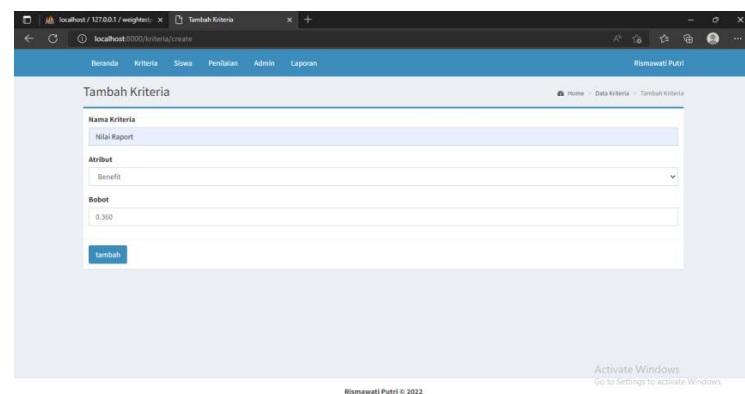 localhost / 127.0.0.1 / weighted
Tambah Kriteria
localhost:8000/kriteria/create
Beranda Kriteria Siswa Penilaian Admin Laporan Rismawati Putri
Tambah Kriteria
Home > Data Kriteria > Tambah Kriteria
Nama Kriteria
Nilai Raport
Atribut
Benefit
Bobot
0.360
tambah
Activate Windows
Go to Settings to activate Windows.
Rismawati Putri © 2022